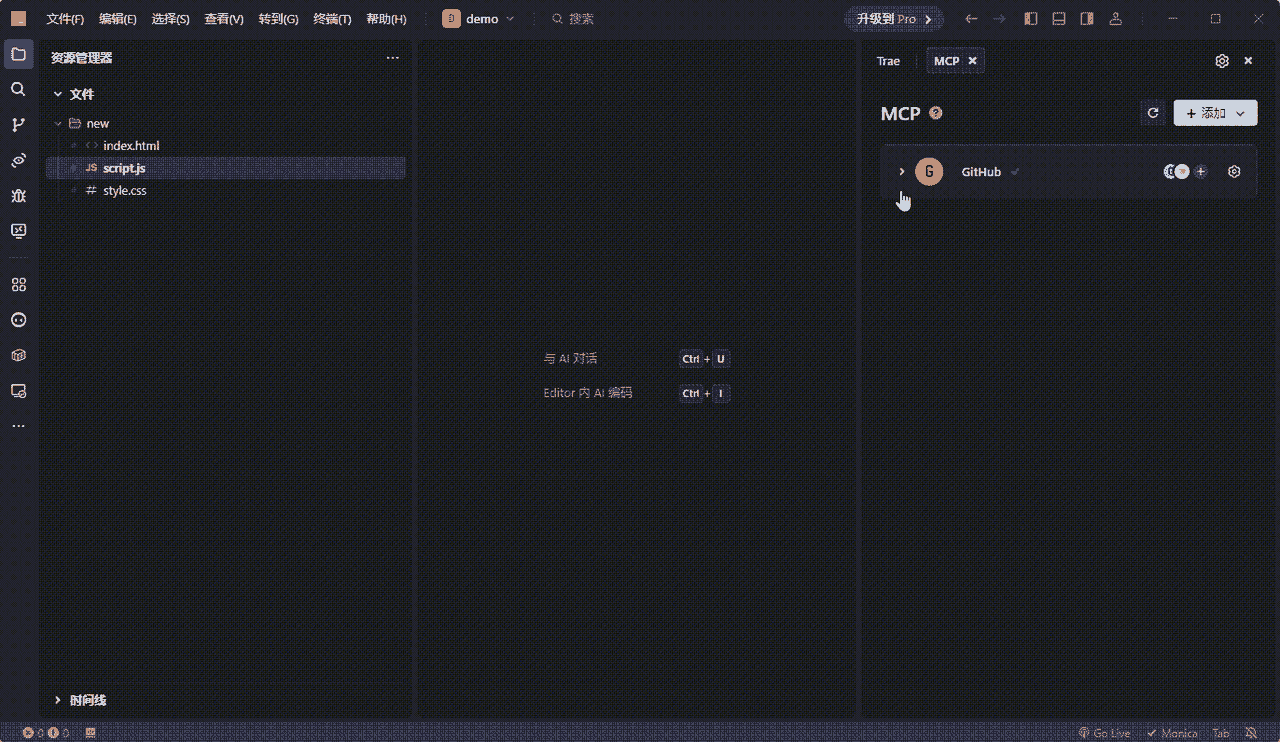 文件(F) 编辑(E) 选择(S) 查看(V) 转到(G) 终端(T) 帮助(H) D demo 搜索 升级到 Pro
资源管理器
文件
new
index.html
JS script.js
# style.css
时间线
与 AI 对话 Ctrl + U
Editor 内 AI 编码 Ctrl + I
Trae MCP
MCP ? + 添加
G GitHub
0 0 Go Live Monica Tab